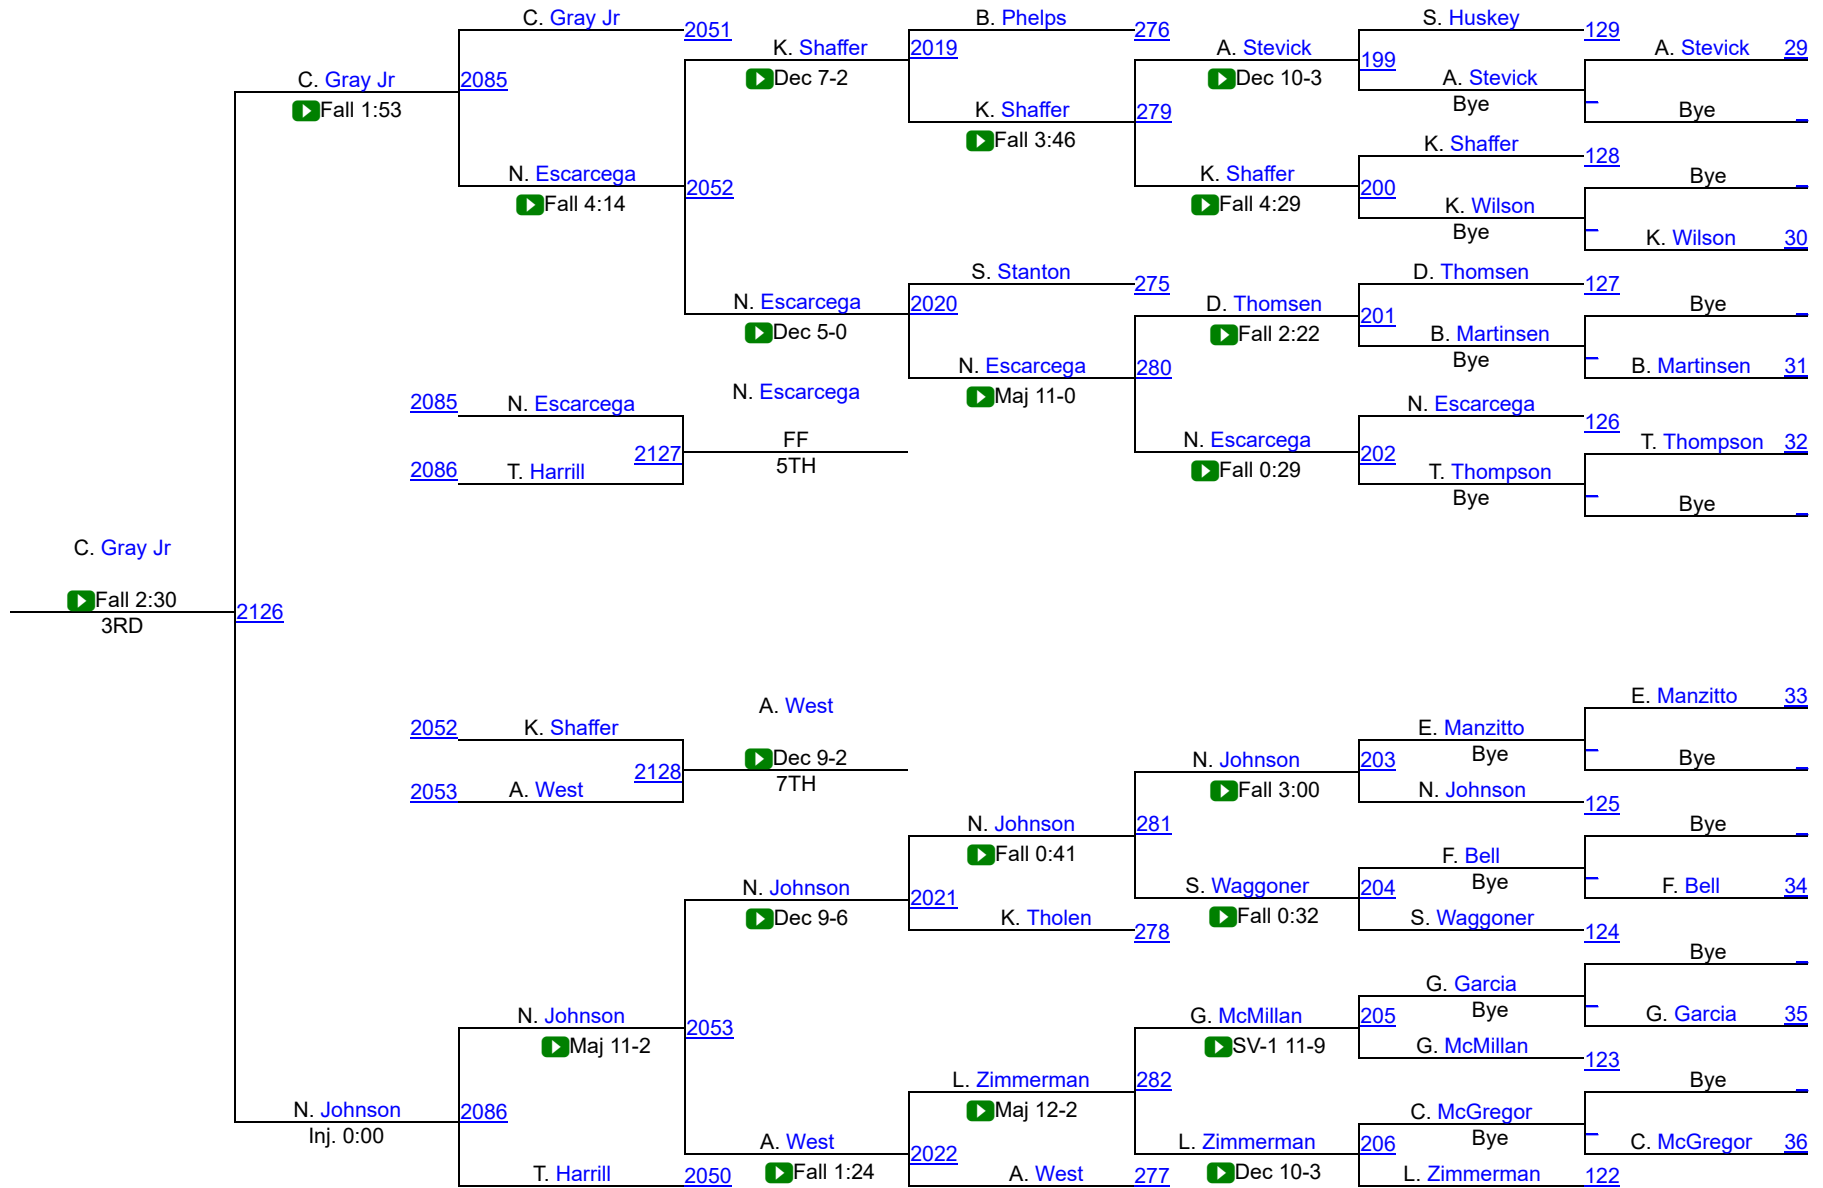 C. Gray Jr
2051
B. Phelps
276
S. Huskey
129
K. Shaffer
2019
A. Stevick
A. Stevick 29
Dec 7-2
199
Dec 10-3
C. Gray Jr
2085
A. Stevick
Bye
Bye
Fall 1:53
K. Shaffer
279
Fall 3:46
K. Shaffer
128
N. Escarcega
2052
K. Shaffer
200
Bye
Fall 4:14
Fall 4:29
K. Wilson
Bye
K. Wilson 30
S. Stanton
275
D. Thomsen
127
N. Escarcega
2020
D. Thomsen
201
Bye
Dec 5-0
Fall 2:22
B. Martinsen
Bye
N. Escarcega
280
B. Martinsen 31
Maj 11-0
N. Escarcega
2085 N. Escarcega
N. Escarcega
126
FF
5TH
2127
N. Escarcega
202
T. Thompson 32
2086 T. Harrill
Fall 0:29
T. Thompson
Bye
Bye
C. Gray Jr
Fall 2:30
3RD
2126
E. Manzitto 33
A. West
2052 K. Shaffer
E. Manzitto
Bye
Dec 9-2
7TH
2128
N. Johnson
203
Bye
2053 A. West
Fall 3:00
N. Johnson
125
N. Johnson
281
Bye
Fall 0:41
F. Bell
Bye
N. Johnson
2021
S. Waggoner
204
F. Bell 34
Dec 9-6
K. Tholen
278
Fall 0:32
S. Waggoner
124
Bye
G. Garcia
Bye
N. Johnson
2053
G. McMillan
205
G. Garcia 35
Maj 11-2
SV-1 11-9
G. McMillan
123
L. Zimmerman
282
Bye
Maj 12-2
N. Johnson
2086
C. McGregor
Bye
Inj. 0:00
A. West
2022
L. Zimmerman
206
C. McGregor 36
T. Harrill
2050
Fall 1:24
A. West
277
Dec 10-3
L. Zimmerman
122